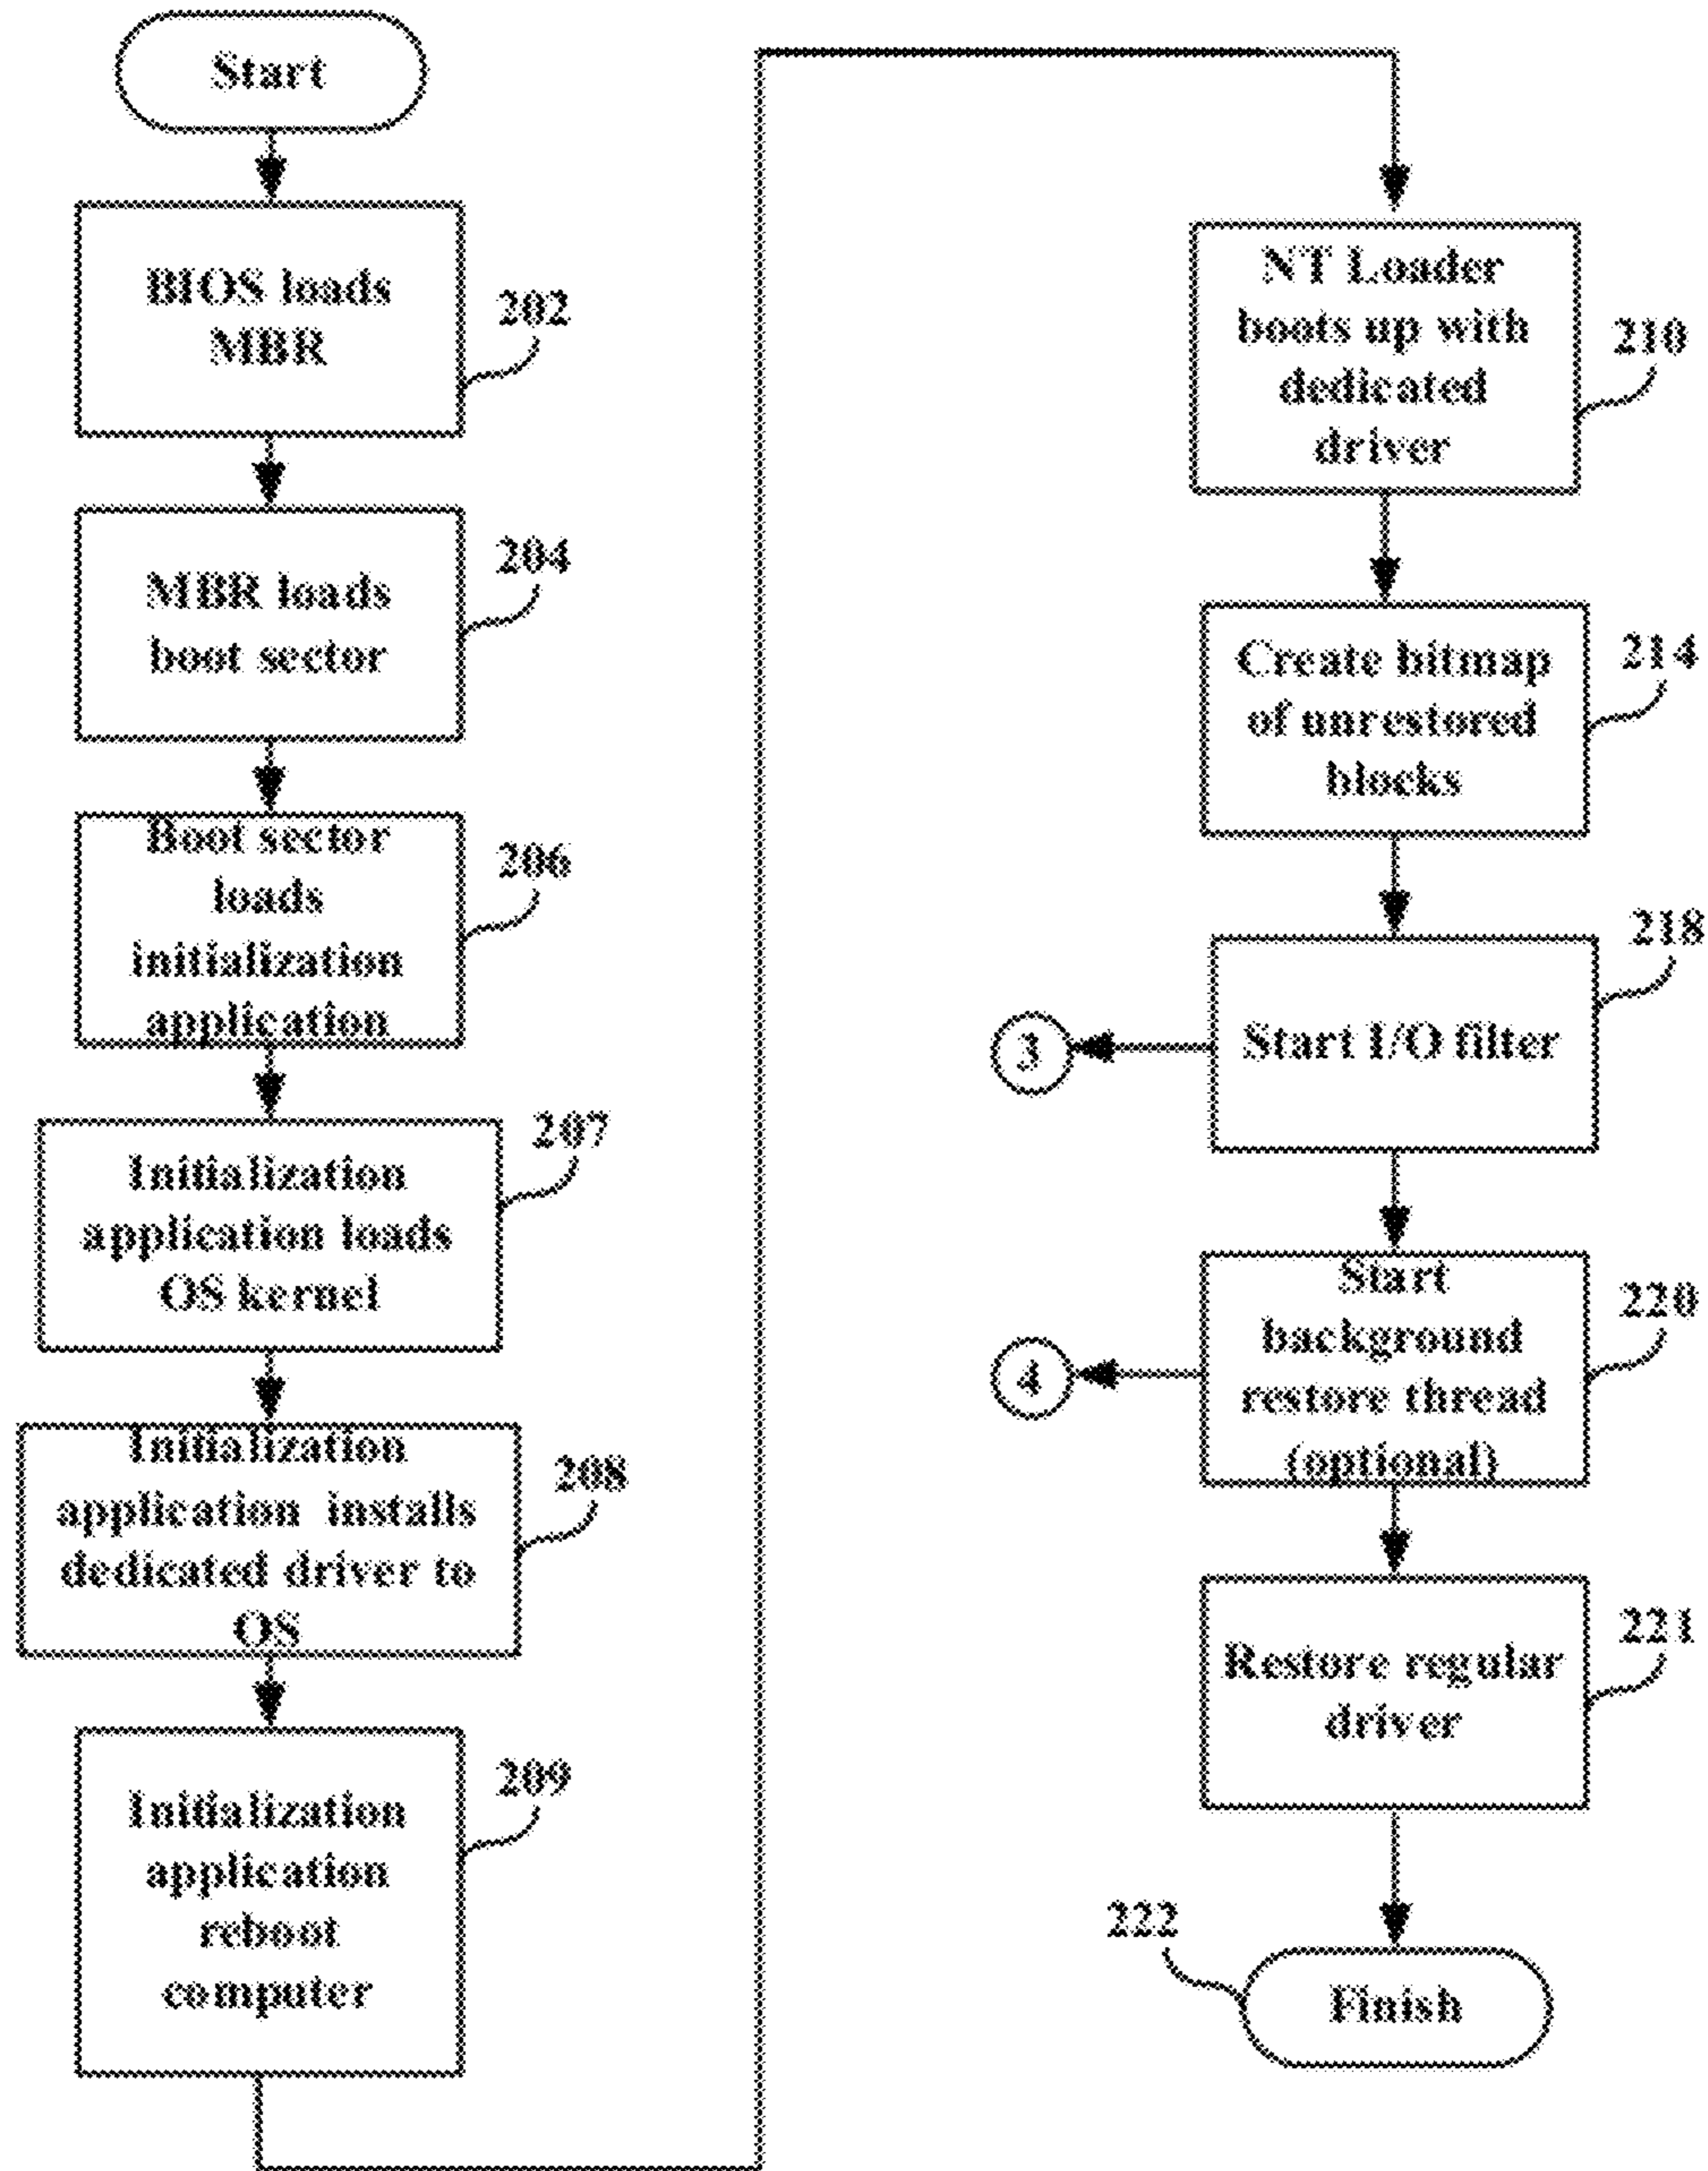 Start
BIOS loads
MBR
202
MBR loads
boot sector
204
Boot sector
loads
initialization
application
206
Initialization
application loads
OS kernel
207
Initialization
application installs
dedicated driver to
OS
208
Initialization
application
reboot
computer
209
NT Loader
boots up with
dedicated
driver
210
Create bitmap
of unrestored
blocks
214
Start I/O filter
218
3
Start
background
restore thread
(optional)
220
4
Restore regular
driver
221
Finish
222